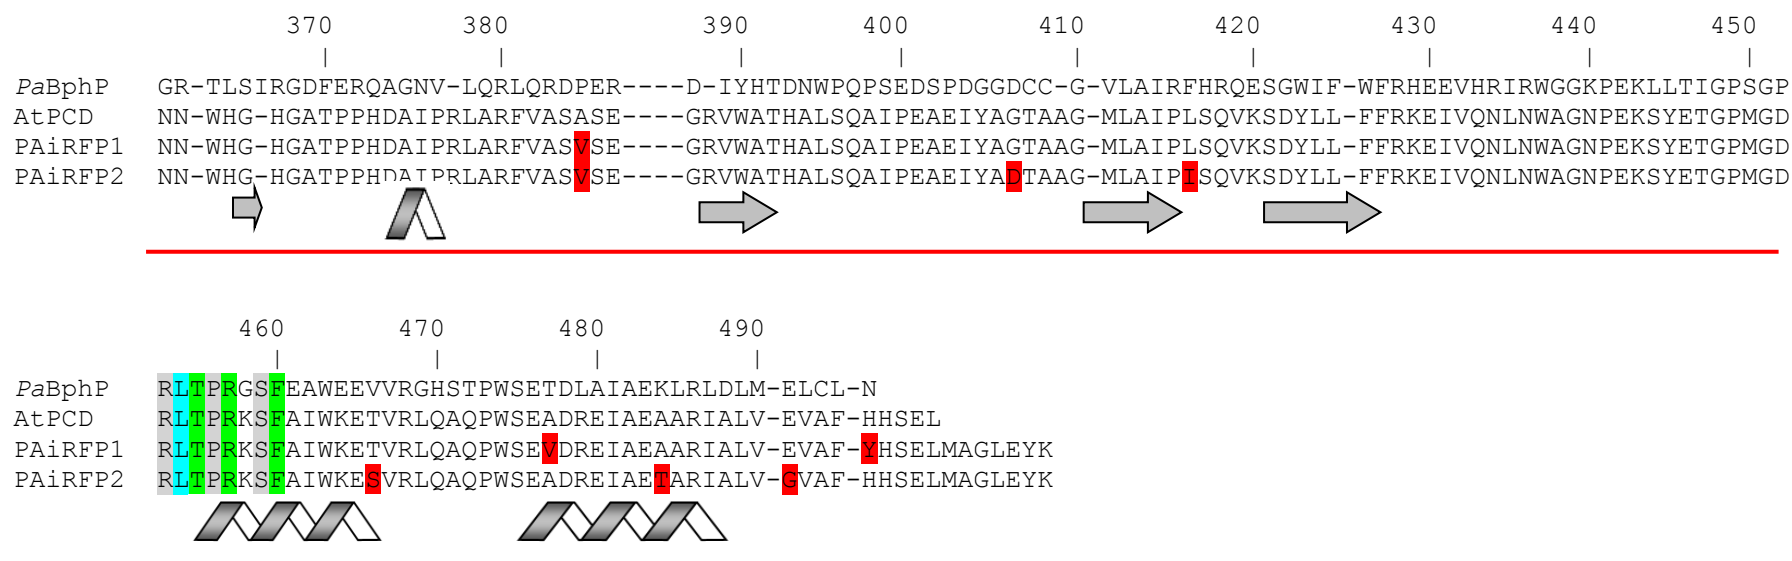 370 380 390 400 410 420 430 440 450
| | | | | | | | |
PaBphP GR-TLSIRGDFERQAGNV-LQRLQRDPER----D-IYHTDNWPQPSEDSPDGGDCC-G-VLAIRFHRQESGWIF-WFRHEEVHRIRWGGKPEKLLTIGPSGP
AtPCD NN-WHG-HGATPPHDAIPRLARFVASASE----GRVWATHALSQAIPEAEIYAGTAAG-MLAIPLSQVKSDYLL-FFRKEIVQNLNWAGNPEKSYETGPMGD
PAiRFP1 NN-WHG-HGATPPHDAIPRLARFVASVSE----GRVWATHALSQAIPEAEIYAGTAAG-MLAIPLSQVKSDYLL-FFRKEIVQNLNWAGNPEKSYETGPMGD
PAiRFP2 NN-WHG-HGATPPHDAIPRLARFVASVSE----GRVWATHALSQAIPEAEIYADTAAG-MLAIPISQVKSDYLL-FFRKEIVQNLNWAGNPEKSYETGPMGD
460 470 480 490
| | | |
PaBphP RLTPRGSFEAWEEVVRGHSTPWSETDLAIAEKLRLDLM-ELCL-N
AtPCD RLTPRKSFAIWKETVRLQAQPWSEADREIAEAARIALV-EVAF-HHSEL
PAiRFP1 RLTPRKSFAIWKETVRLQAQPWSEVDREIAEAARIALV-EVAF-YHSELMAGLEYK
PAiRFP2 RLTPRKSFAIWKESVRLQAQPWSEADREIAETARIALV-GVAF-HHSELMAGLEYK